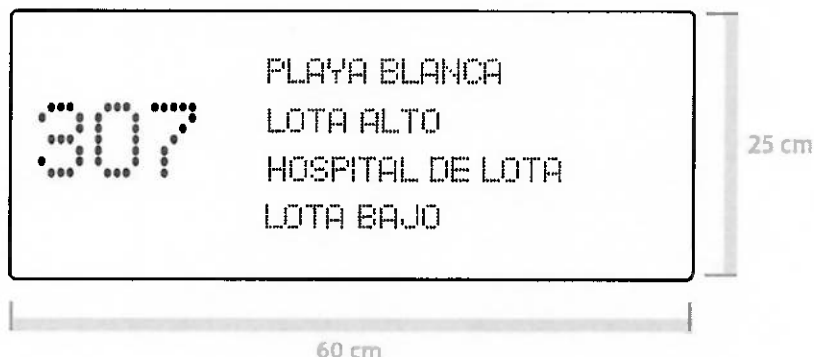 307
PLAYA BLANCA
LOTA ALTO
HOSPITAL DE LOTA
LOTA BAJO
25 cm
60 cm